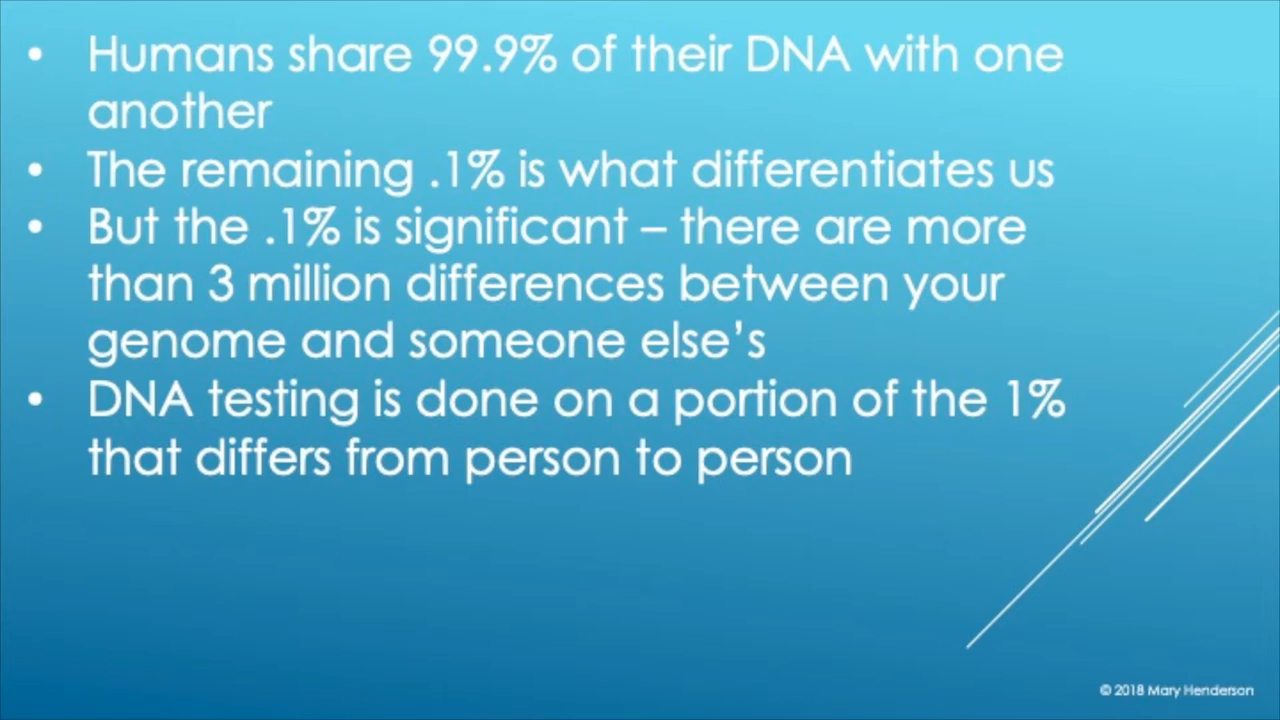 • Humans share 99.9% of their DNA with one
another
• The remaining .1% is what differentiates us
• But the .1% is significant – there are more
than 3 million differences between your
genome and someone else’s
• DNA testing is done on a portion of the 1%
that differs from person to person
© 2018 Mary Henderson